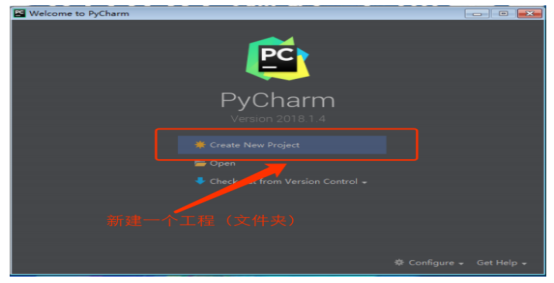 Welcome to PyCharm
PC
PyCharm
Version 2018.1.4
Create New Project
Open
Check out from Version Control
新建一个工程（文件夹）
Configure
Get Help